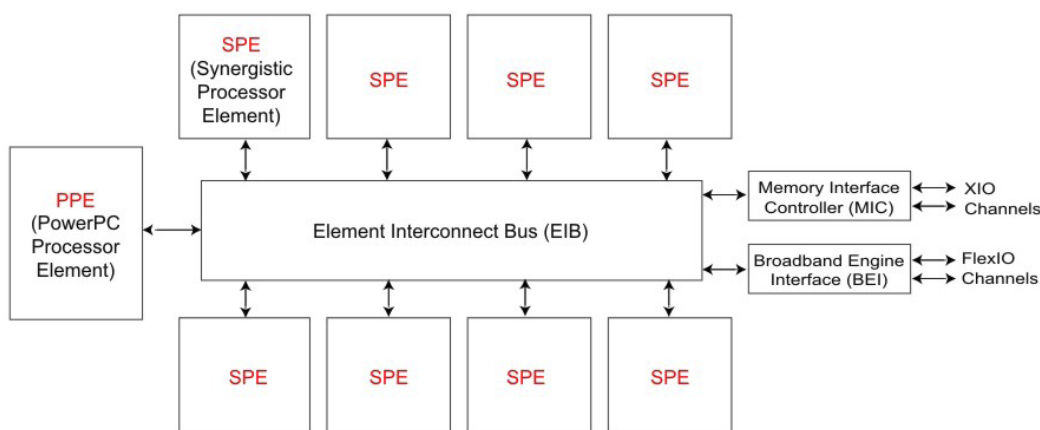 SPE
(Synergistic
Processor
Element)
SPE
SPE
SPE
PPE
(PowerPC
Processor
Element)
Element Interconnect Bus (EIB)
Memory Interface
Controller (MIC)
XIO
Channels
Broadband Engine
Interface (BEI)
FlexIO
Channels
SPE
SPE
SPE
SPE